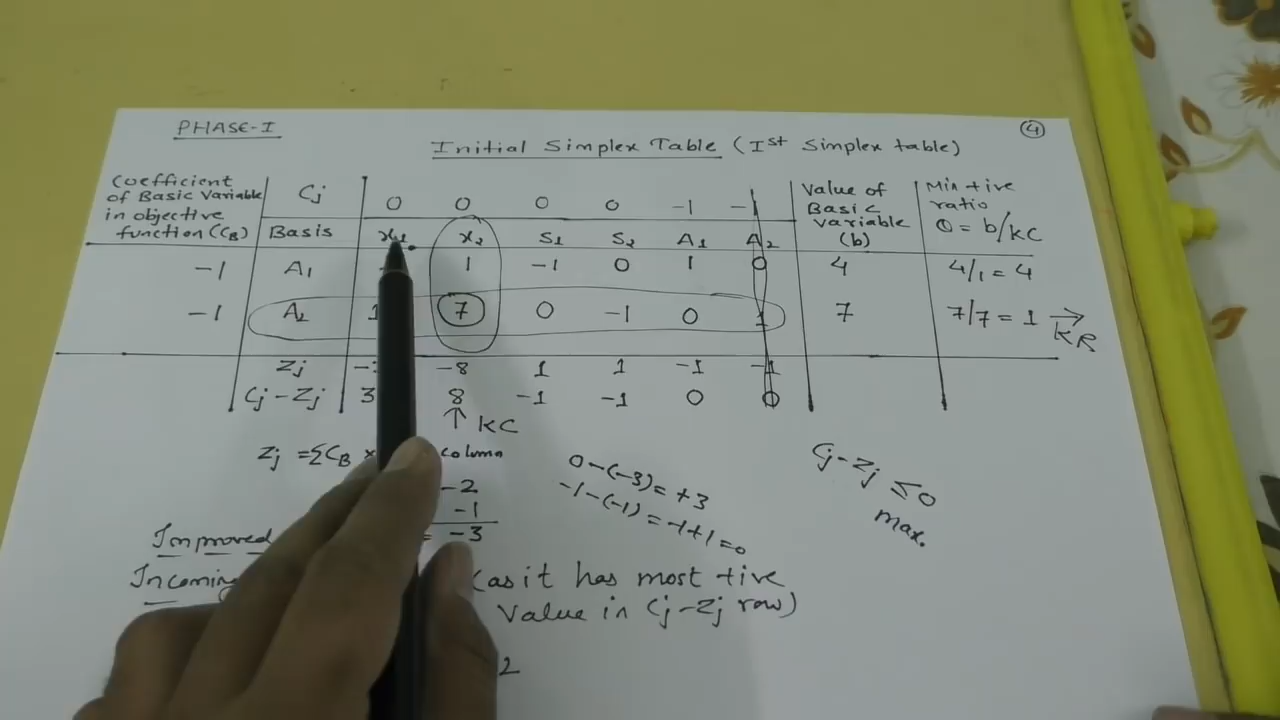 PHASE-I
④
Initial Simplex Table (Ist Simplex table)
Coefficient of Basic Variable in objective function (CB) Cj 0 0 0 0 -1 -1 Value of Basic Variable (b) Min +ive ratio θ = b/KC
Basis x1 x2 S1 S2 A1 A2
-1 A1 1 -1 0 1 0 4 4/1 = 4
-1 A2 1 7 0 -1 0 1 7 7/7 = 1 → KR
Zj -8 1 1 -1 -1
Cj-Zj 3 8 -1 -1 0 0
↑ KC
Zj = ΣCB x column
-2
-1
= -3
0-(-3) = +3
-1-(-1) = -1+1=0
Cj-Zj ≤0
max.
Improved
Incoming (as it has most +ive
Value in Cj-Zj row)
2